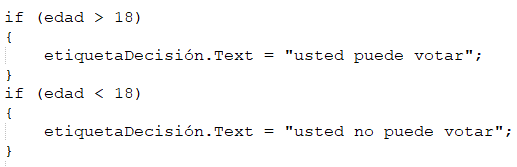 if (edad > 18)
{
etiquetaDecisión.Text = "usted puede votar";
}
if (edad < 18)
{
etiquetaDecisión.Text = "usted no puede votar";
}